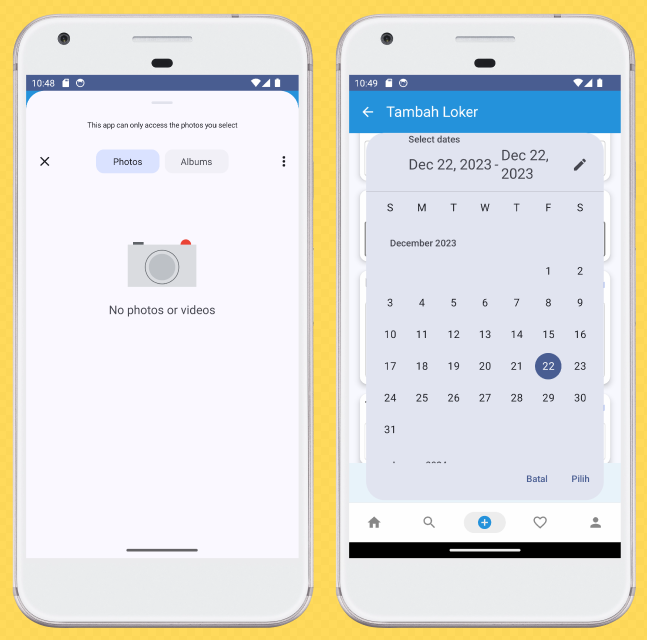 10:48
This app can only access the photos you select
Photos
Albums
No photos or videos
10:49
Tambah Loker
Select dates
Dec 22, 2023 - Dec 22, 2023
S M T W T F S
December 2023
1 2
3 4 5 6 7 8 9
10 11 12 13 14 15 16
17 18 19 20 21 22 23
24 25 26 27 28 29 30
31
Batal Pilih